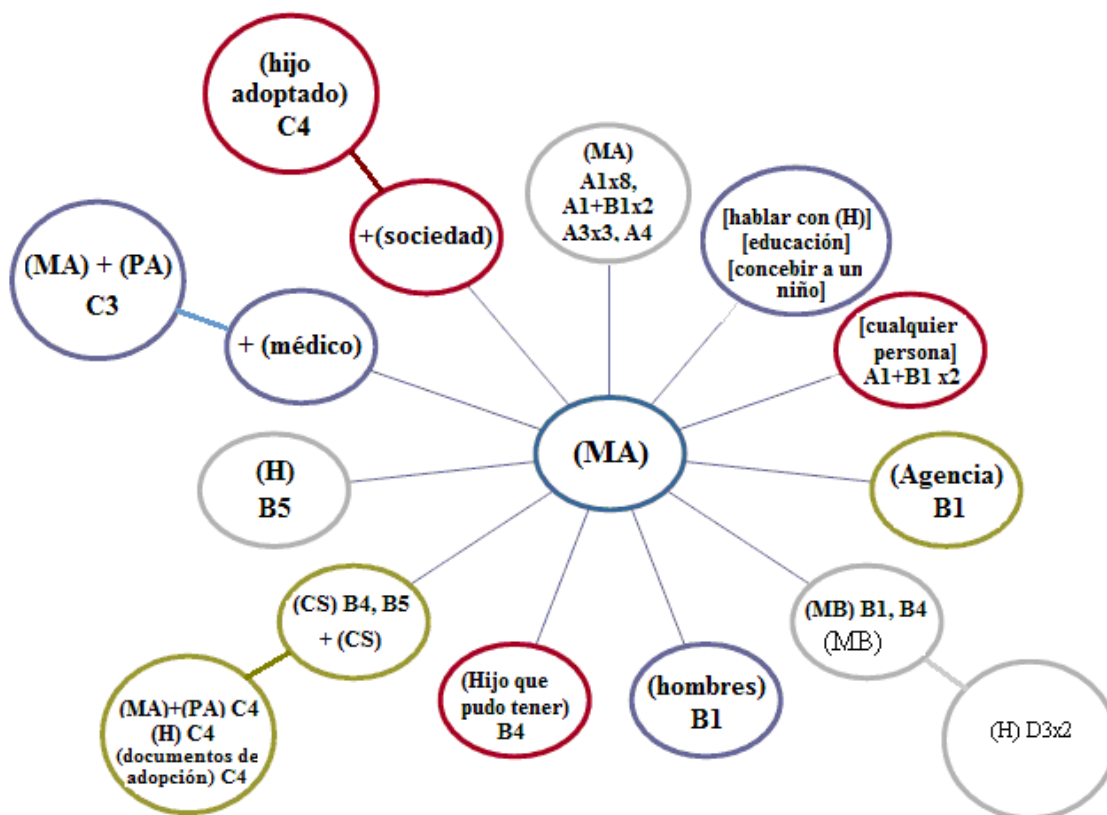 (hijo
adoptado)
C4
(MA)
A1x8,
A1+B1x2
A3x3, A4
+(sociedad)
[hablar con (H)]
[educación]
[concebir a un
niño]
(MA) + (PA)
C3
+ (médico)
[cualquier
persona]
A1+B1 x2
(MA)
(H)
B5
(Agencia)
B1
(CS) B4, B5
+ (CS)
(MB) B1, B4
(MB)
(Hijo que
pudo tener)
B4
(hombres)
B1
(MA)+(PA) C4
(H) C4
(documentos de
adopción) C4
(H) D3x2